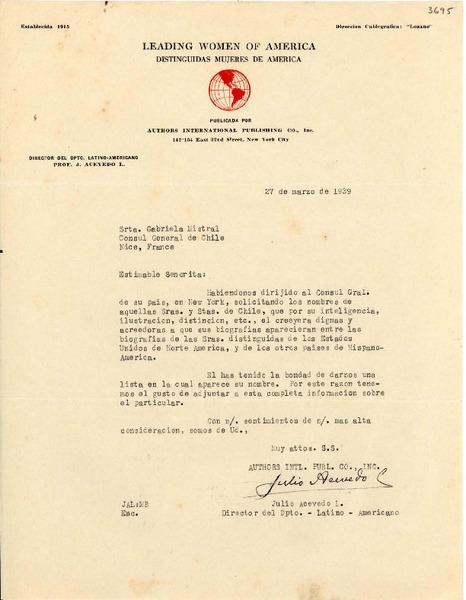 3695
Establecida 1915
Direccion Cablegrafica: "Lozano"
LEADING WOMEN OF AMERICA
DISTINGUIDAS MUJERES DE AMERICA
PUBLICADA POR
AUTHORS INTERNATIONAL PUBLISHING CO., Inc.
147-154 East 32nd Street, New York City
DIRECTOR DEL DPTO. LATINO-AMERICANO
PROF. J. ACEVEDO L.
27 de marzo de 1939
Srta. Gabriela Mistral
Consul General de Chile
Nice, France
Estimable Senorita:
Habiendonos dirijido al Consul Gral.
de su pais, en New York, solicitando los nombres de
aquellas Sras. y Stas. de Chile, que por su inteligencia,
ilustracion, distincion, etc., el creeyera dignas y
acreedoras a que sus biografias aparecieran entre las
biografias de las Sras. distinguidas de los Estados
Unidos de Norte America, y de los otros paises de Hispano-
America.
El has tenido la bondad de darzos una
lista en la cual aparece su nombre. Por este razon tene-
mos el gusto de adjuntar a esta completa informacion sobre
el particular.
Con n/. sentimientos de n/. mas alta
consideracion, somos de Ud.,
Muy attos. S.S.
AUTHORS INTL. PUBL. CO., INC.
Julio Acevedo L
JAL:MB
Julio Acevedo L.
Enc.
Director del Dpto. - Latino - Americano